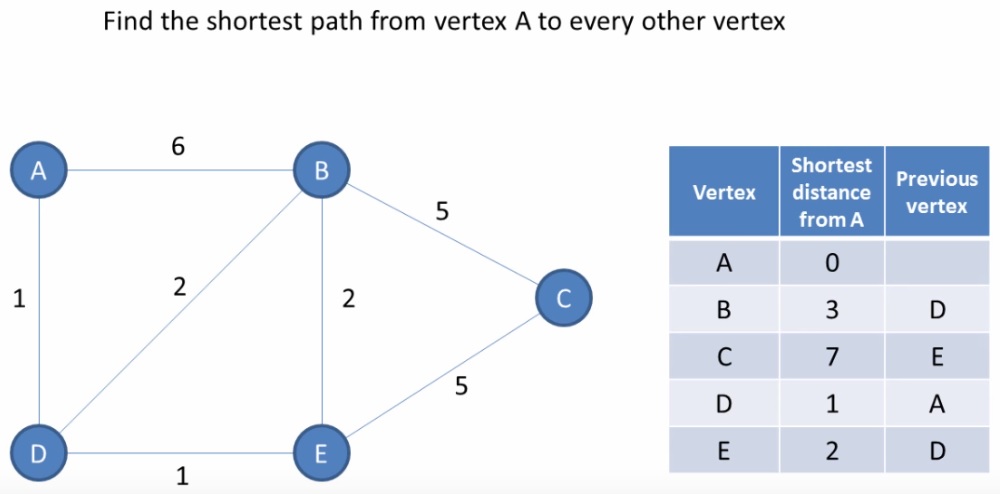 Find the shortest path from vertex A to every other vertex
A
6
B
5
1
2
2
C
5
D
1
E
Vertex
Shortest
distance
from A
Previous
vertex
A 0
B 3 D
C 7 E
D 1 A
E 2 D